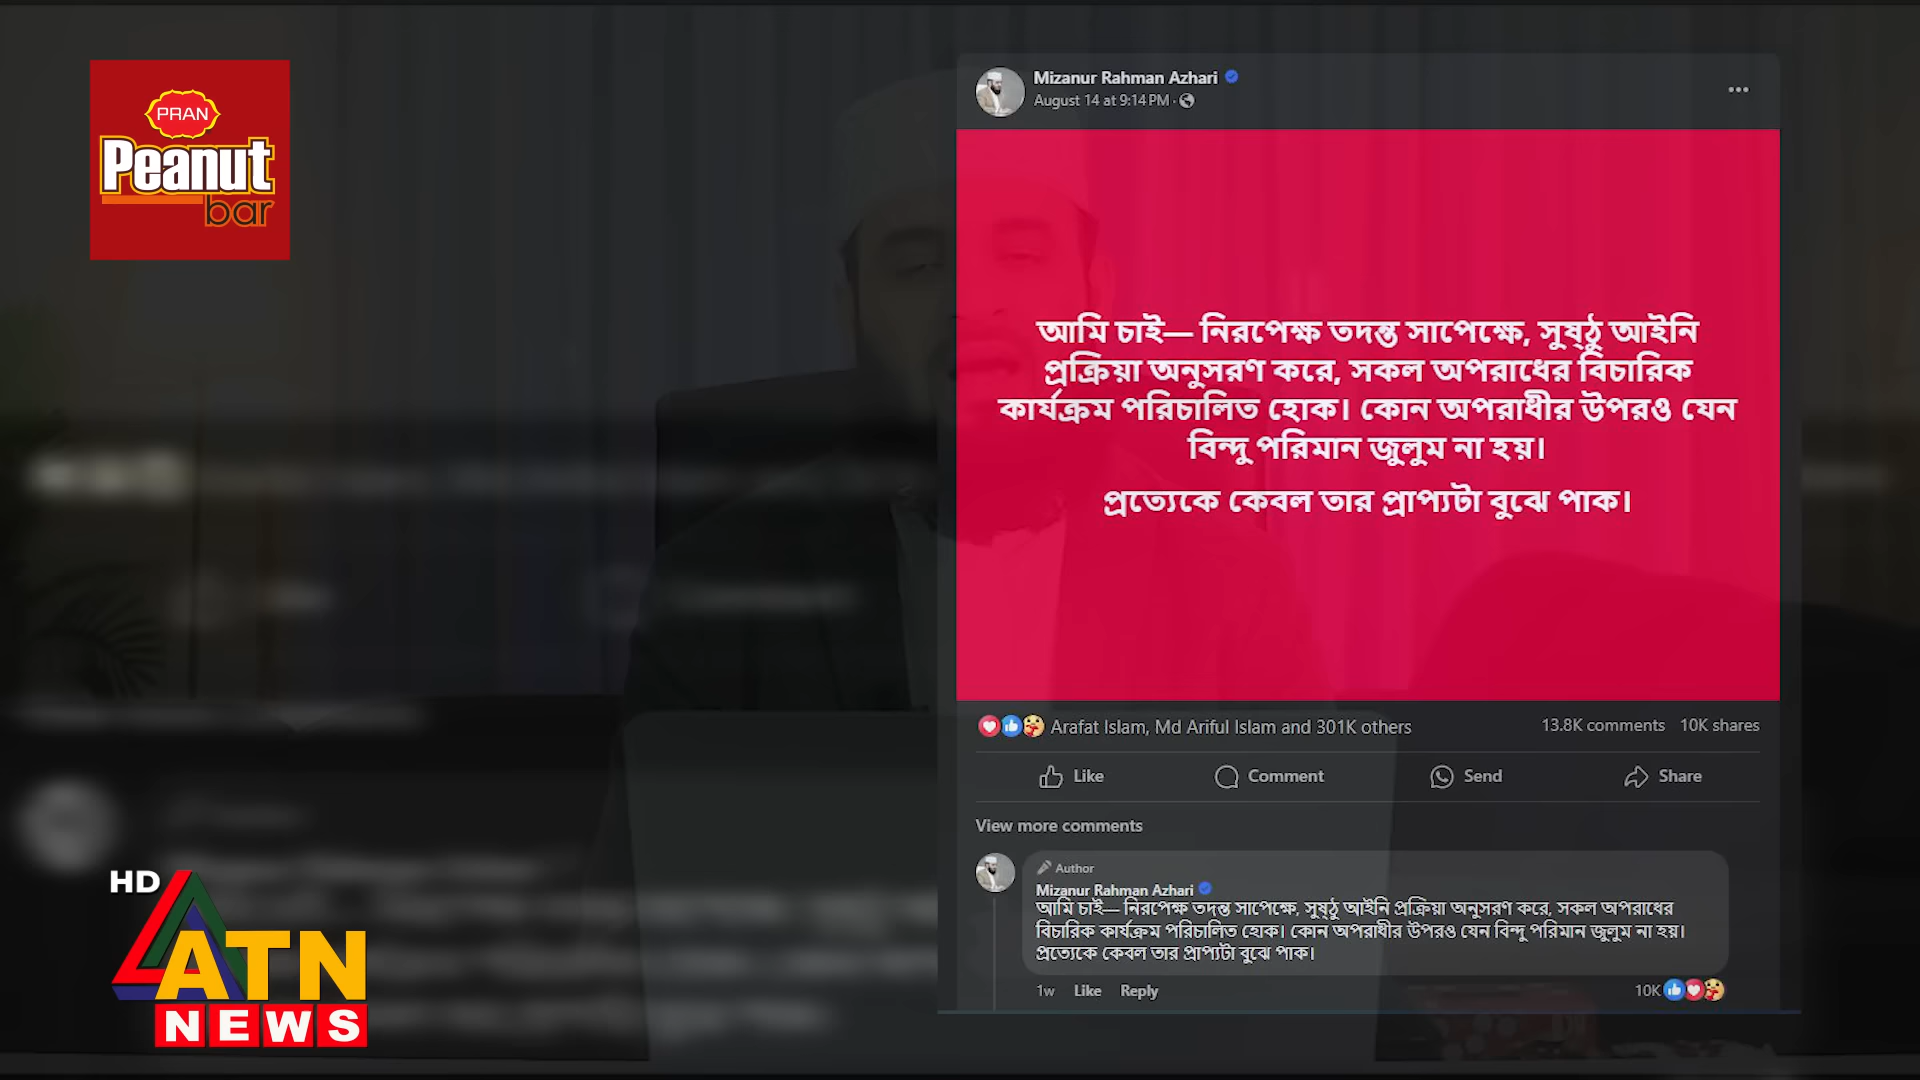 PRAN
Peanut
bar
Mizanur Rahman Azhari
August 14 at 9:14 PM ·
আমি চাই— নিরপেক্ষ তদন্ত সাপেক্ষে, সুষ্ঠু আইনি
প্রক্রিয়া অনুসরণ করে, সকল অপরাধের বিচারিক
কার্যক্রম পরিচালিত হোক। কোন অপরাধীর উপরও যেন
বিন্দু পরিমান জুলুম না হয়।
প্রত্যেকে কেবল তার প্রাপ্যটা বুঝে পাক।
Arafat Islam, Md Ariful Islam and 301K others 13.8K comments 10K shares
Like Comment Send Share
View more comments
Author
Mizanur Rahman Azhari
আমি চাই— নিরপেক্ষ তদন্ত সাপেক্ষে, সুষ্ঠু আইনি প্রক্রিয়া অনুসরণ করে, সকল অপরাধের
বিচারিক কার্যক্রম পরিচালিত হোক। কোন অপরাধীর উপরও যেন বিন্দু পরিমান জুলুম না হয়।
প্রত্যেকে কেবল তার প্রাপ্যটা বুঝে পাক।
1w Like Reply 10K
HD
ATN
NEWS